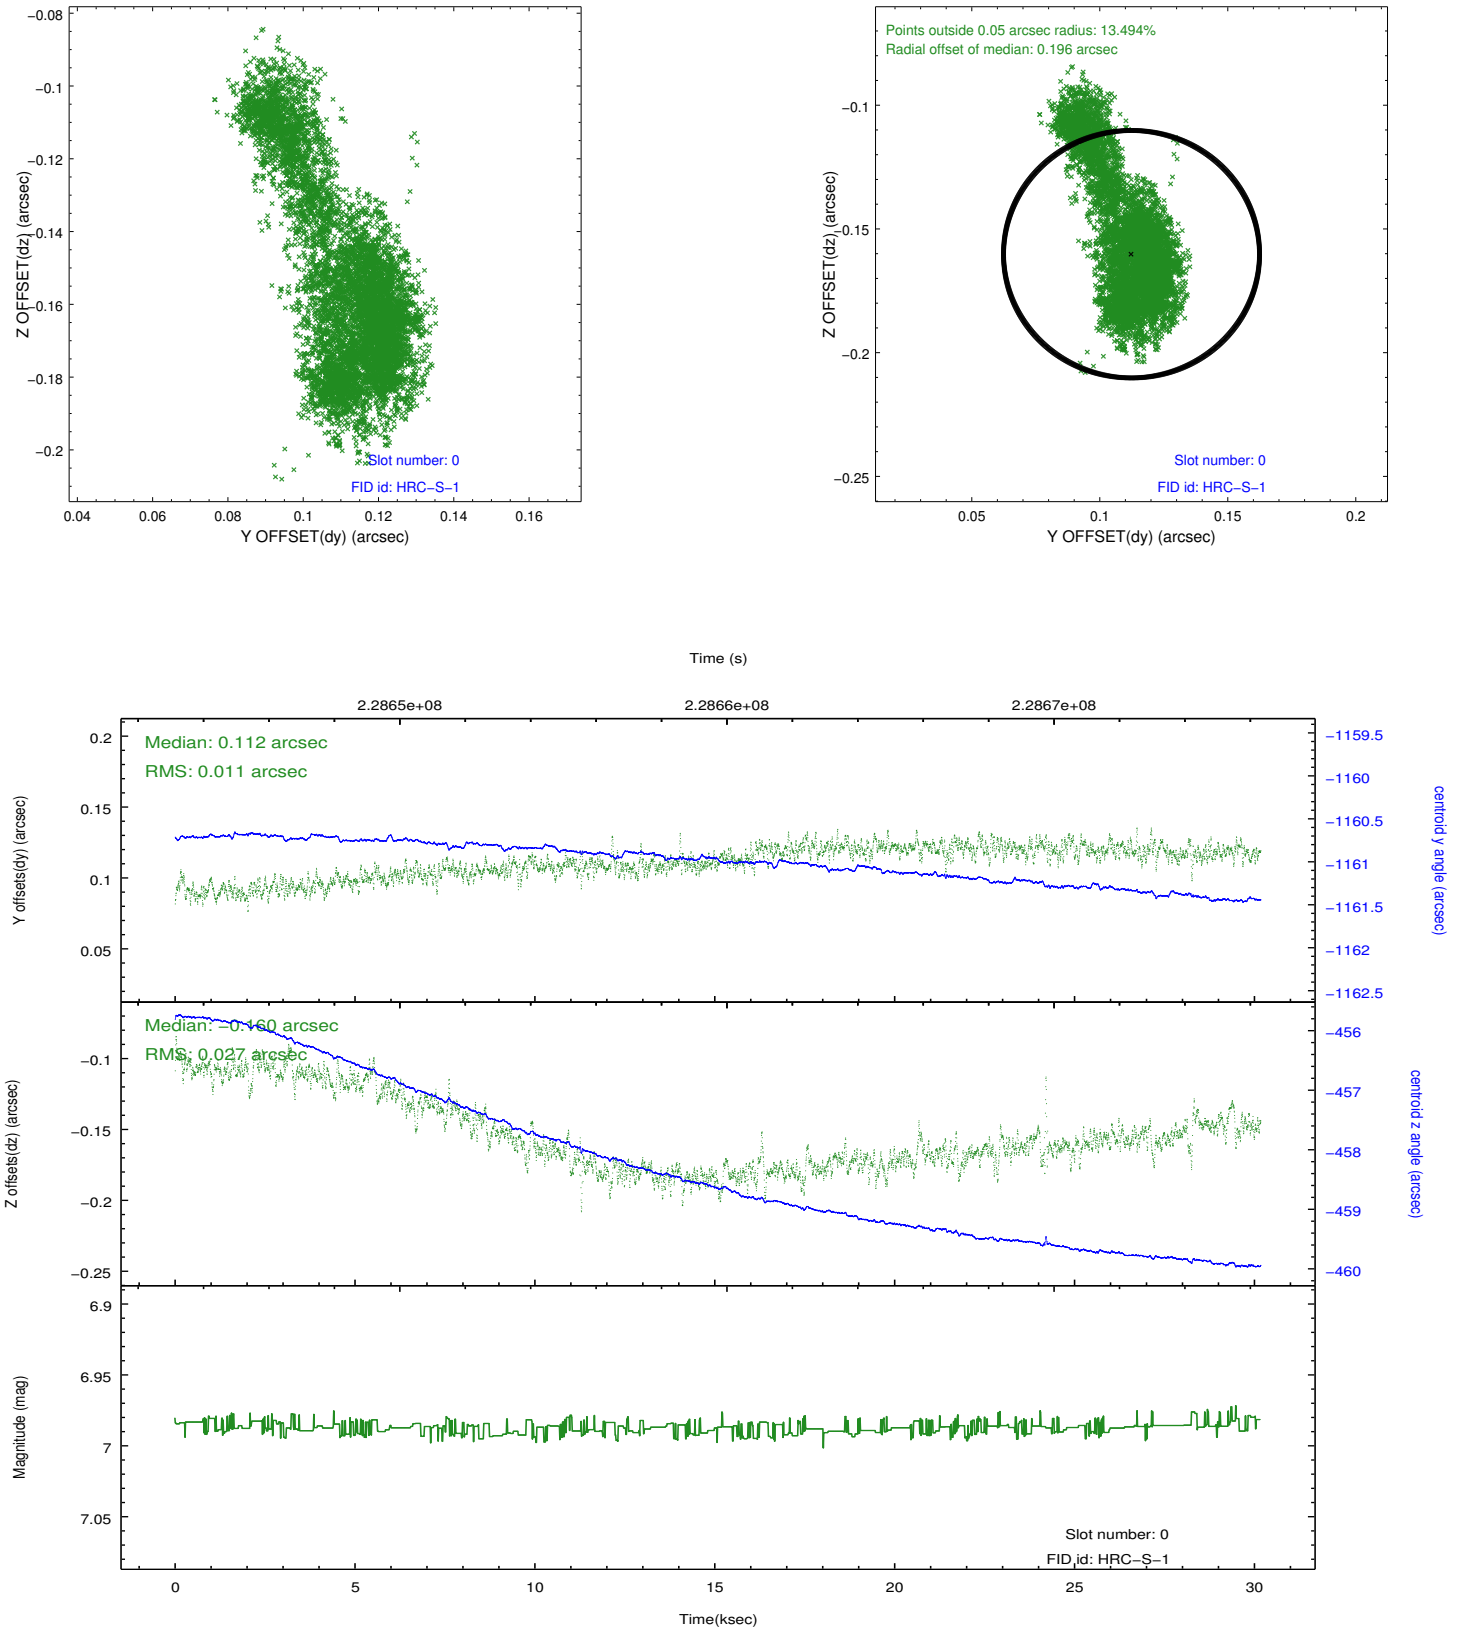 −0.08
−0.1
−0.12
−0.14
−0.16
−0.18
−0.2
Z OFFSET(dz) (arcsec)
Slot number: 0
FID id: HRC−S−1
0.04 0.06 0.08 0.1 0.12 0.14 0.16
Y OFFSET(dy) (arcsec)
Points outside 0.05 arcsec radius: 13.494%
Radial offset of median: 0.196 arcsec
−0.1
−0.15
−0.2
−0.25
Z OFFSET(dz) (arcsec)
Slot number: 0
FID id: HRC−S−1
0.05 0.1 0.15 0.2
Y OFFSET(dy) (arcsec)
Time (s)
2.2865e+08 2.2866e+08 2.2867e+08
Median: 0.112 arcsec
RMS: 0.011 arcsec
0.2
0.15
0.1
0.05
Y offsets(dy) (arcsec)
−1159.5
−1160
−1160.5
−1161
−1161.5
−1162
−1162.5
centroid y angle (arcsec)
Median: −0.160 arcsec
RMS: 0.027 arcsec
−0.1
−0.15
−0.2
−0.25
Z offsets(dz) (arcsec)
−456
−457
−458
−459
−460
centroid z angle (arcsec)
6.9
6.95
7
7.05
Magnitude (mag)
Slot number: 0
FID id: HRC−S−1
0 5 10 15 20 25 30
Time(ksec)